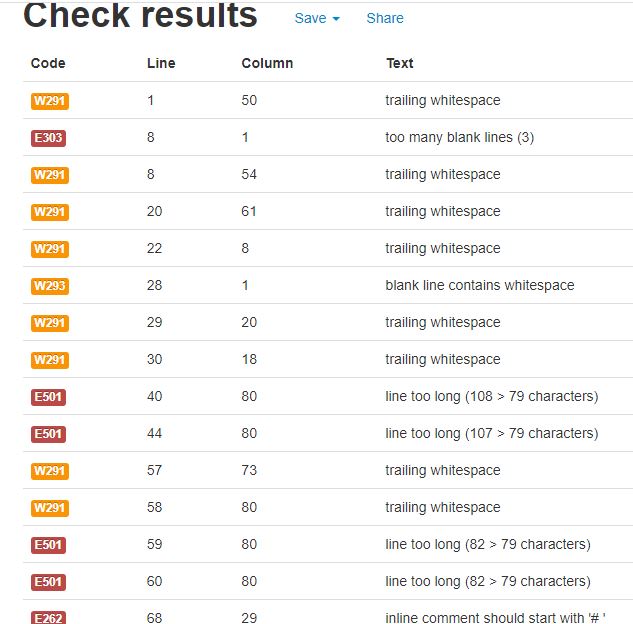 Check results Save Share
Code Line Column Text
W291 1 50 trailing whitespace
E303 8 1 too many blank lines (3)
W291 8 54 trailing whitespace
W291 20 61 trailing whitespace
W291 22 8 trailing whitespace
W293 28 1 blank line contains whitespace
W291 29 20 trailing whitespace
W291 30 18 trailing whitespace
E501 40 80 line too long (108 > 79 characters)
E501 44 80 line too long (107 > 79 characters)
W291 57 73 trailing whitespace
W291 58 80 trailing whitespace
E501 59 80 line too long (82 > 79 characters)
E501 60 80 line too long (82 > 79 characters)
E262 68 29 inline comment should start with '# '